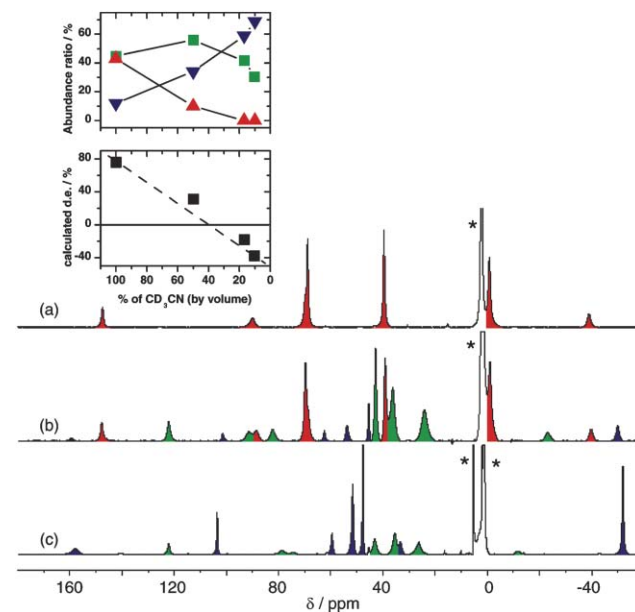 Abundance ratio / %
60
40
20
0
calculated d.e. / %
80
40
0
-40
100 80 60 40 20 0
% of CD₃CN (by volume)
(a)
*
(b)
*
(c)
* *
160 120 80 40 0 -40
δ / ppm